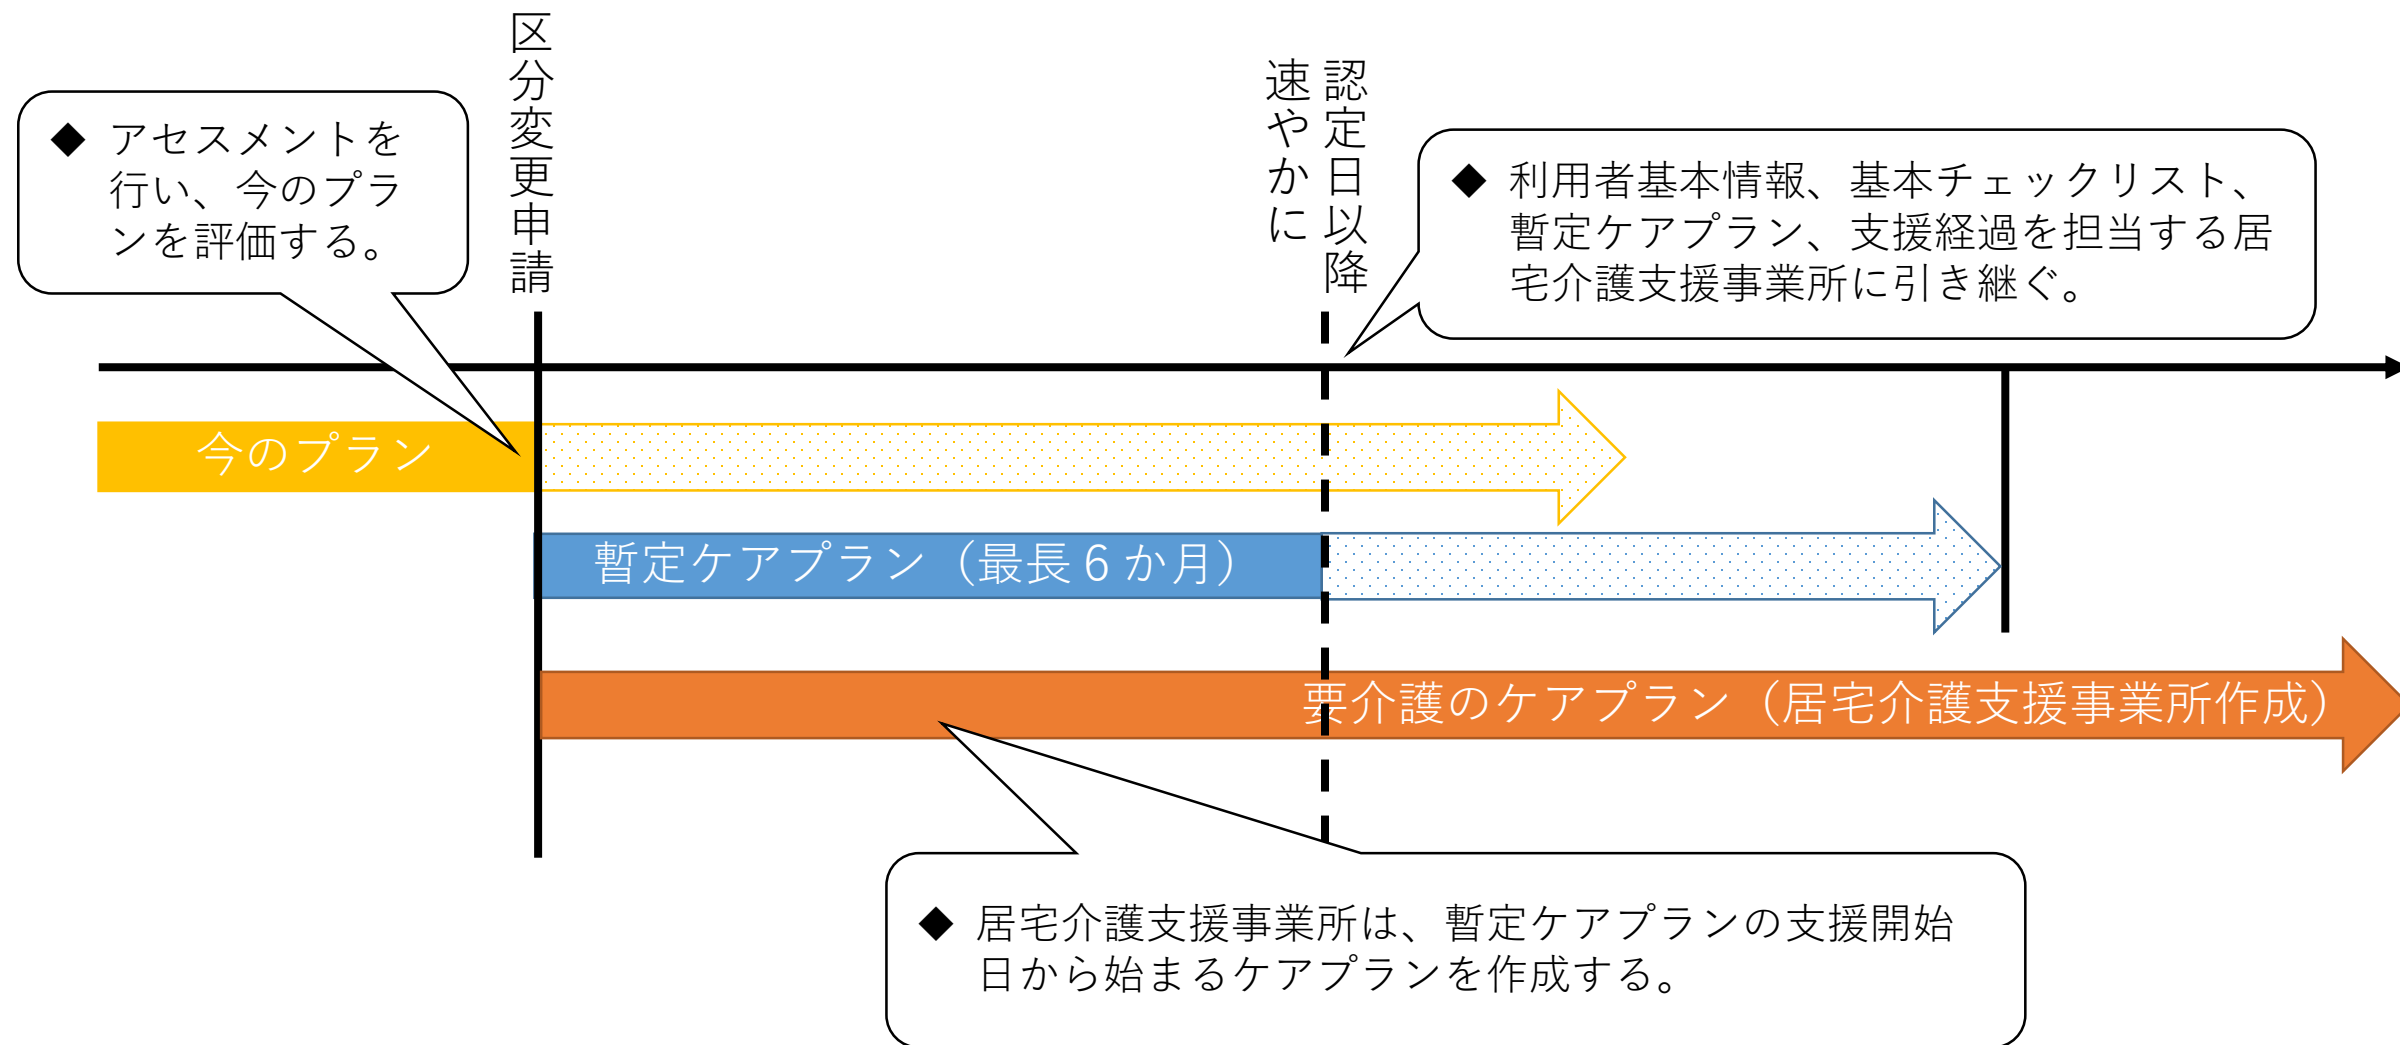 区分変更申請
認定日以降
速やかに
◆ アセスメントを
行い、今のプラ
ンを評価する。
◆ 利用者基本情報、基本チェックリスト、
暫定ケアプラン、支援経過を担当する居
宅介護支援事業所に引き継ぐ。
今のプラン
暫定ケアプラン（最長６か月）
要介護のケアプラン（居宅介護支援事業所作成）
◆ 居宅介護支援事業所は、暫定ケアプランの支援開始
日から始まるケアプランを作成する。